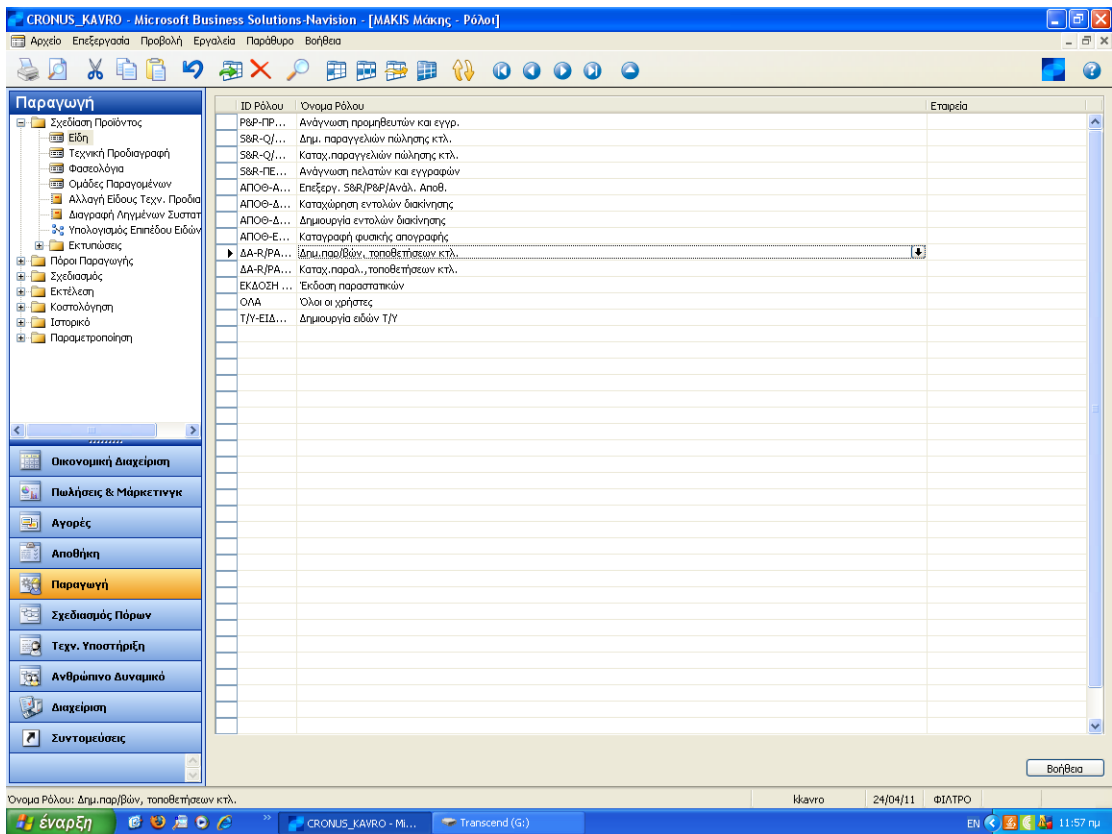 CRONUS_KAVRO - Microsoft Business Solutions-Navision - [MAKIS Μάκης - Ρόλοι]
Αρχείο Επεξεργασία Προβολή Εργαλεία Παράθυρο Βοήθεια
Παραγωγή
Σχεδίαση Προϊόντος
Είδη
Τεχνική Προδιαγραφή
Φασεολόγια
Ομάδες Παραγομένων
Αλλαγή Είδους Τεχν. Προδια
Διαγραφή Ληγμένων Συστατ
Υπολογισμός Επιπέδου Ειδών
Εκτυπώσεις
Πόροι Παραγωγής
Σχεδιασμός
Εκτέλεση
Κοστολόγηση
Ιστορικό
Παραμετροποίηση
Οικονομική Διαχείριση
Πωλήσεις & Μάρκετινγκ
Αγορές
Αποθήκη
Παραγωγή
Σχεδιασμός Πόρων
Τεχν. Υποστήριξη
Ανθρώπινο Δυναμικό
Διαχείριση
Συντομεύσεις
ID Ρόλου Όνομα Ρόλου Εταιρεία
P&P-ΠΡ... Ανάγνωση προμηθευτών και εγγρ.
S&R-Q/... Δημ. παραγγελιών πώλησης κτλ.
S&R-Q/... Καταχ.παραγγελιών πώλησης κτλ.
S&R-ΠΕ... Ανάγνωση πελατών και εγγραφών
ΑΠΟΘ-Α... Επεξεργ. S&R/P&P/Ανάλ. Αποθ.
ΑΠΟΘ-Δ... Καταχώρηση εντολών διακίνησης
ΑΠΟΘ-Δ... Δημιουργία εντολών διακίνησης
ΑΠΟΘ-Ε... Καταγραφή φυσικής απογραφής
ΔΑ-R/PA... Δημ.παρ/βών, τοποθετήσεων κτλ.
ΔΑ-R/PA... Καταχ.παραλ.,τοποθετήσεων κτλ.
ΕΚΔΟΣΗ ... Έκδοση παραστατικών
ΟΛΑ Όλοι οι χρήστες
Τ/Υ-ΕΙΔ... Δημιουργία ειδών Τ/Υ
Βοήθεια
Όνομα Ρόλου: Δημ.παρ/βών, τοποθετήσεων κτλ. kkavro 24/04/11 ΦΙΛΤΡΟ
έναρξη CRONUS_KAVRO - Mi... Transcend (G:) EN 11:57 πμ